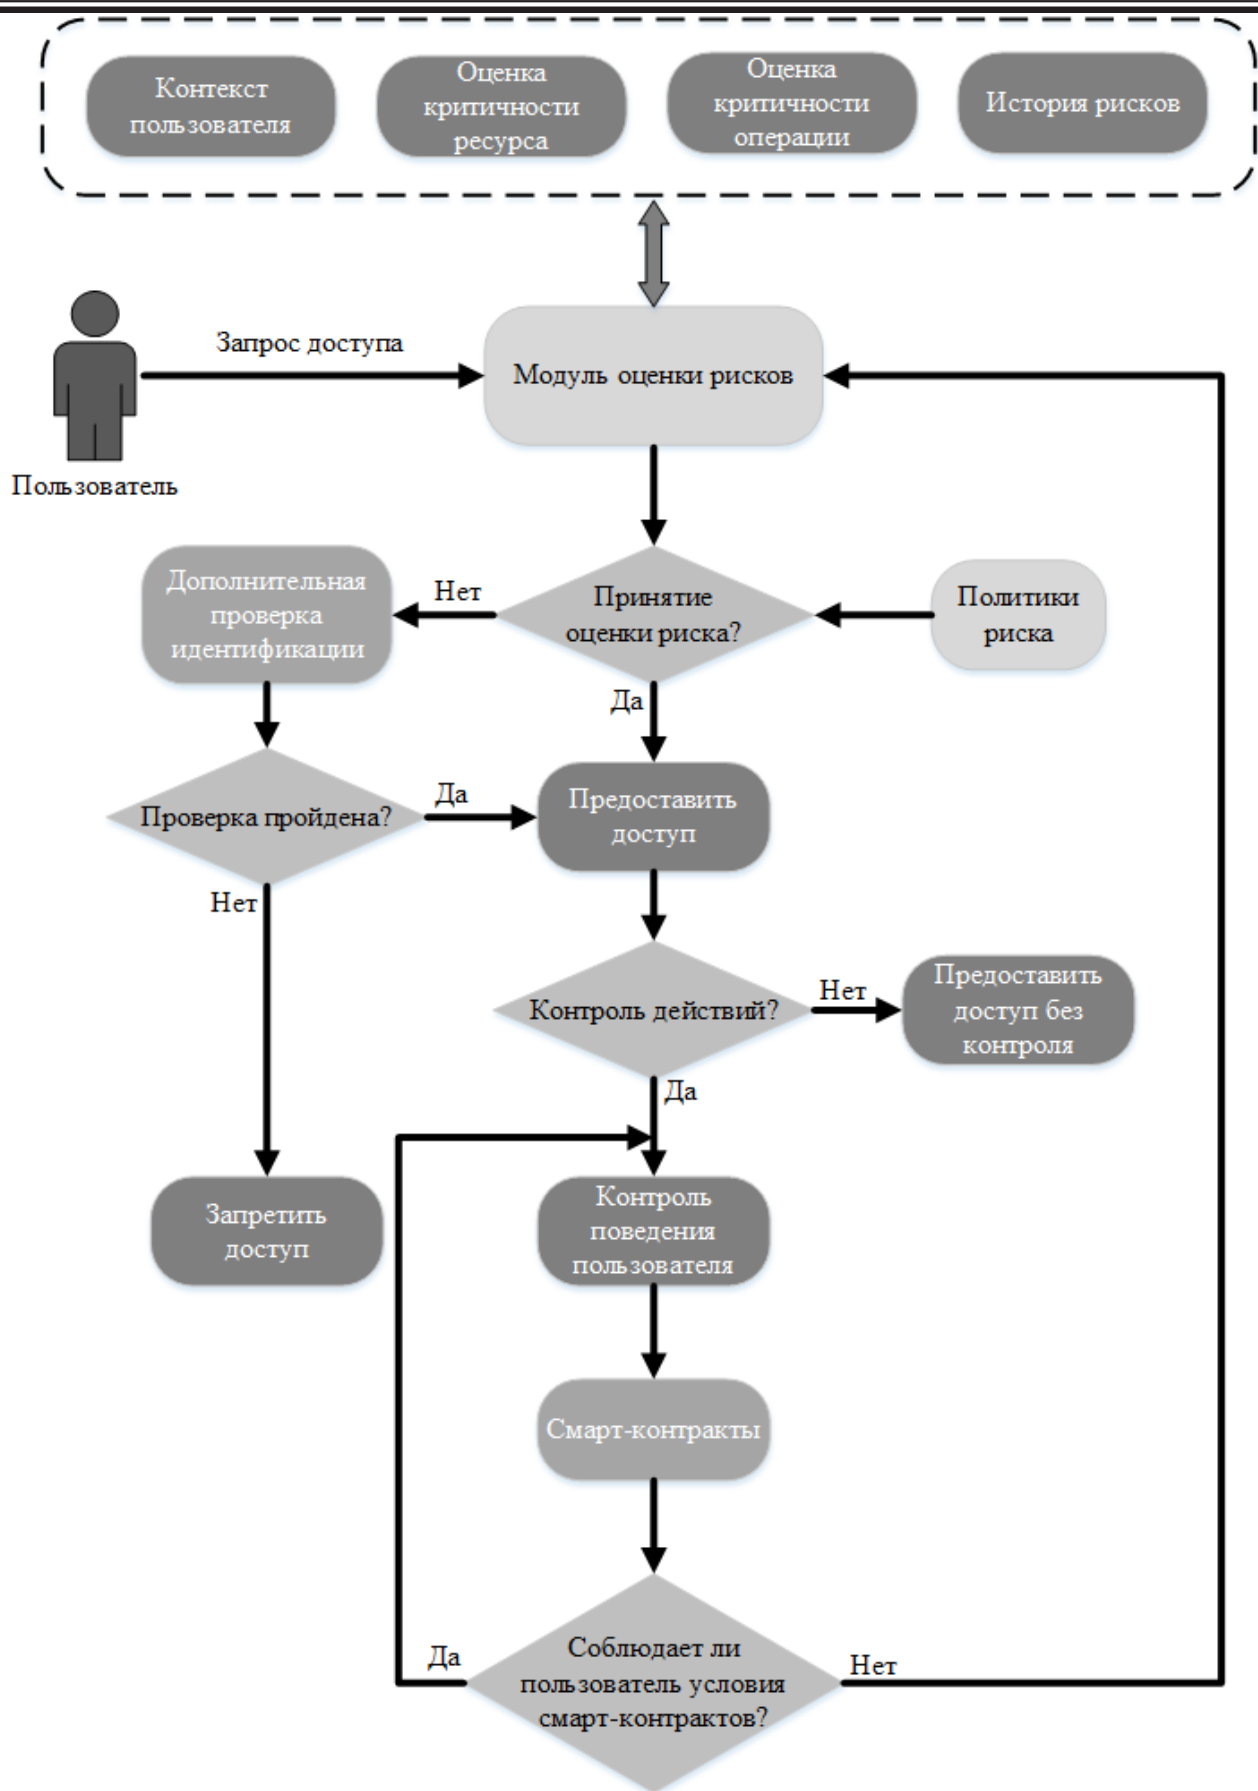 Контекст
пользователя
Оценка
критичности
ресурса
Оценка
критичности
операции
История рисков
Запрос доступа
Модуль оценки рисков
Пользователь
Дополнительная
проверка
идентификации
Нет
Принятие
оценки риска?
Политики
риска
Да
Проверка пройдена?
Да
Предоставить
доступ
Нет
Контроль действий?
Нет
Предоставить
доступ без
контроля
Да
Запретить
доступ
Контроль
поведения
пользователя
Смарт-контракты
Да
Соблюдает ли
пользователь условия
смарт-контрактов?
Нет